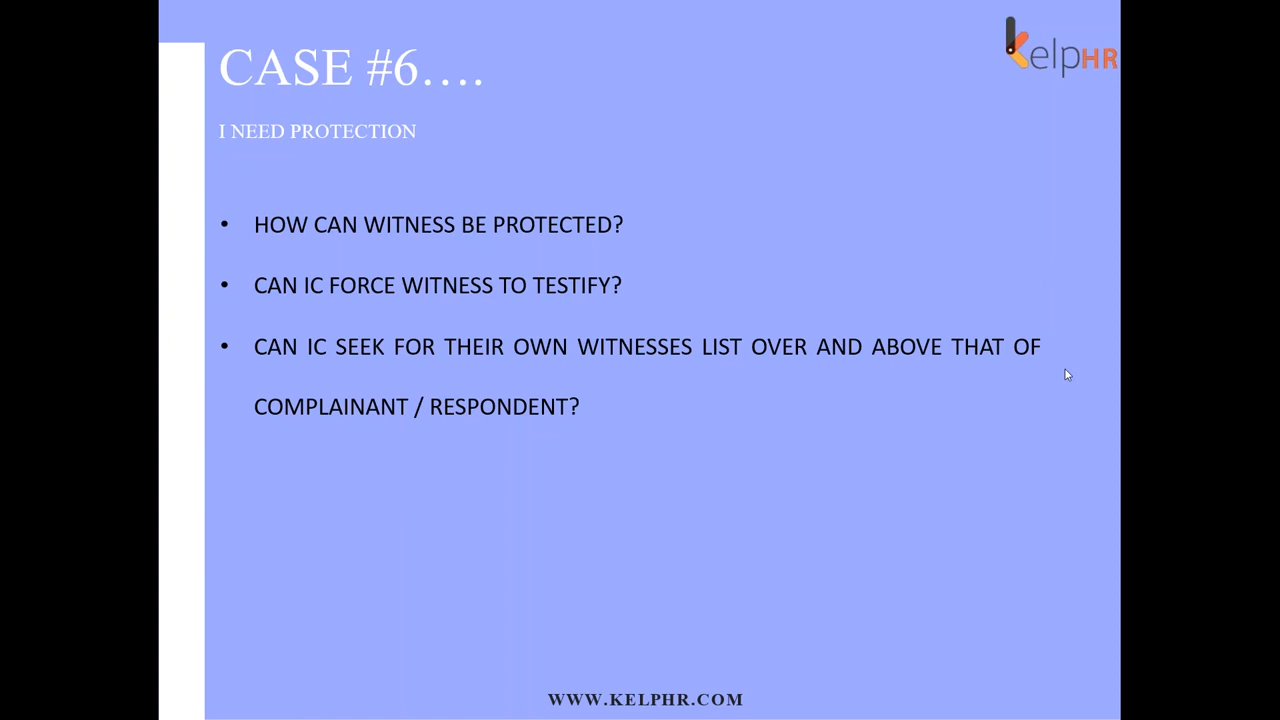 CASE #6….
kelpHR
I NEED PROTECTION
• HOW CAN WITNESS BE PROTECTED?
• CAN IC FORCE WITNESS TO TESTIFY?
• CAN IC SEEK FOR THEIR OWN WITNESSES LIST OVER AND ABOVE THAT OF
COMPLAINANT / RESPONDENT?
WWW.KELPHR.COM